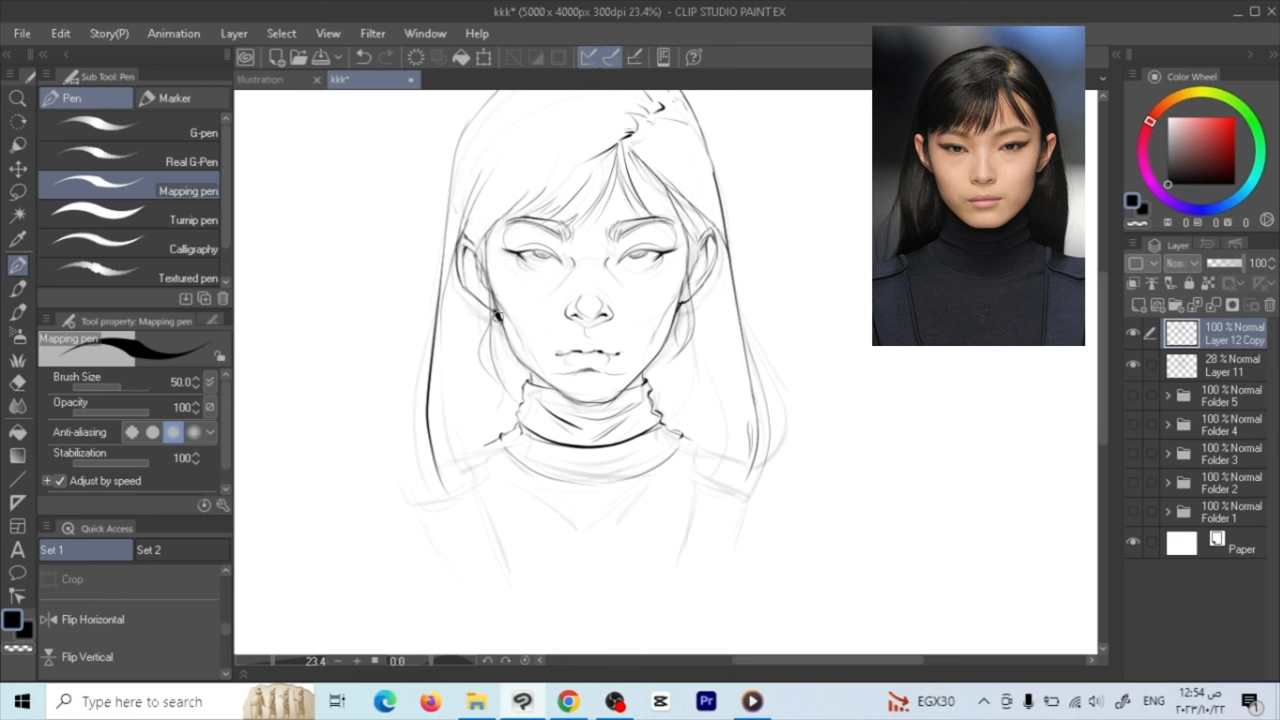 kkk* (5000 x 4000px 300dpi 23.4%) - CLIP STUDIO PAINT EX
File Edit Story(P) Animation Layer Select View Filter Window Help
Sub Tool: Pen
Illustration
kkk*
Color Wheel
Pen
Marker
G-pen
Real G-Pen
Mapping pen
Turnip pen
Calligraphy
Textured pen
Tool property: Mapping pen
Mapping pen
Brush Size 50.0
Opacity 100
Anti-aliasing
Stabilization 100
Adjust by speed
Quick Access
Set 1
Set 2
Crop
Flip Horizontal
Flip Vertical
23.4
0.0
H 0 S 0 V 0
Layer
100
100 % Normal
Layer 12 Copy
28 % Normal
Layer 11
100 % Normal
Folder 5
100 % Normal
Folder 4
100 % Normal
Folder 3
100 % Normal
Folder 2
100 % Normal
Folder 1
Paper
Type here to search
Pr
EGX30
ENG
12:54 ص
1